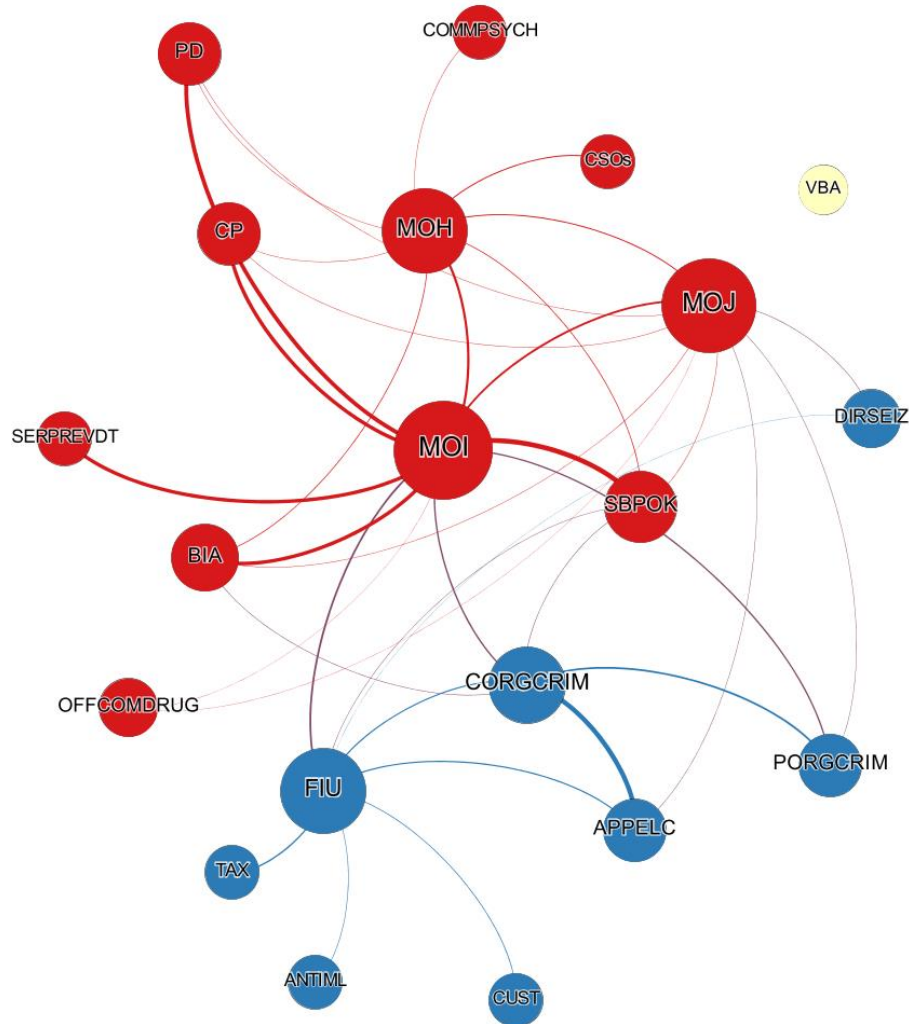 COMMPSYCH
PD
CSOs
VBA
CP
MOH
MOJ
DIRSEIZ
SERPREVDT
MOI
SBPOK
BIA
CORGCRIM
OFFCOMDRUG
PORGCRIM
FIU
APPELC
TAX
ANTIML
CUST